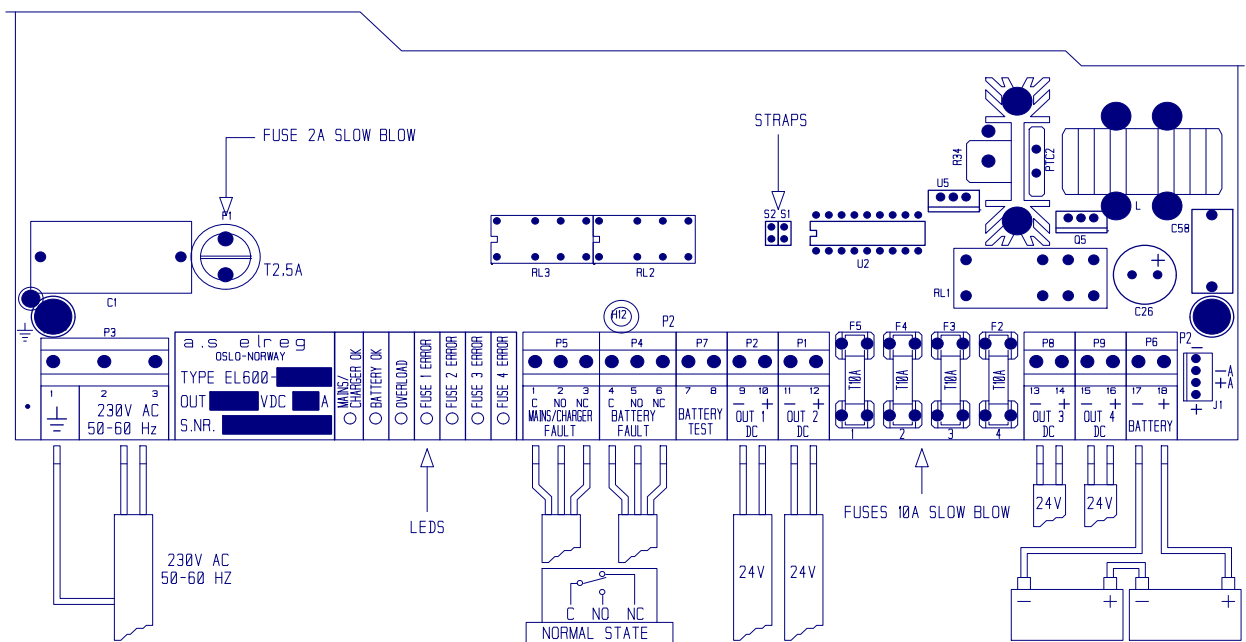 FUSE 2A SLOW BLOW
STRAPS
R34
PTC2
U5
F1
S2 S1
L
Q5
C58
T2,5A
RL3
RL2
U2
RL1
C26
C1
H12
P3
P2
a.s elreg
OSLO-NORWAY
TYPE EL600-
OUT VDC A
S.NR.
1 2 3
230V AC
50-60 Hz
MAINS/
CHARGER OK
BATTERY OK
OVERLOAD
FUSE 1 ERROR
FUSE 2 ERROR
FUSE 3 ERROR
FUSE 4 ERROR
P5 P4 P7 P2 P1
1 2 3 4 5 6 7 8 9 10 11 12
C NO NC C NO NC - + - +
MAINS/CHARGER
FAULT
BATTERY
FAULT
BATTERY
TEST
OUT 1
DC
OUT 2
DC
F5 F4 F3 F2
T10A T10A T10A T10A
1 2 3 4
P8 P9 P2 P6
13 14 15 16 17 18
- + - + - +
OUT 3
DC
OUT 4
DC
BATTERY
-
-A
+A
+
J1
LEDS
FUSES 10A SLOW BLOW
24V
24V
230V AC
50-60 HZ
24V
24V
C NO NC
NORMAL STATE
- + - +